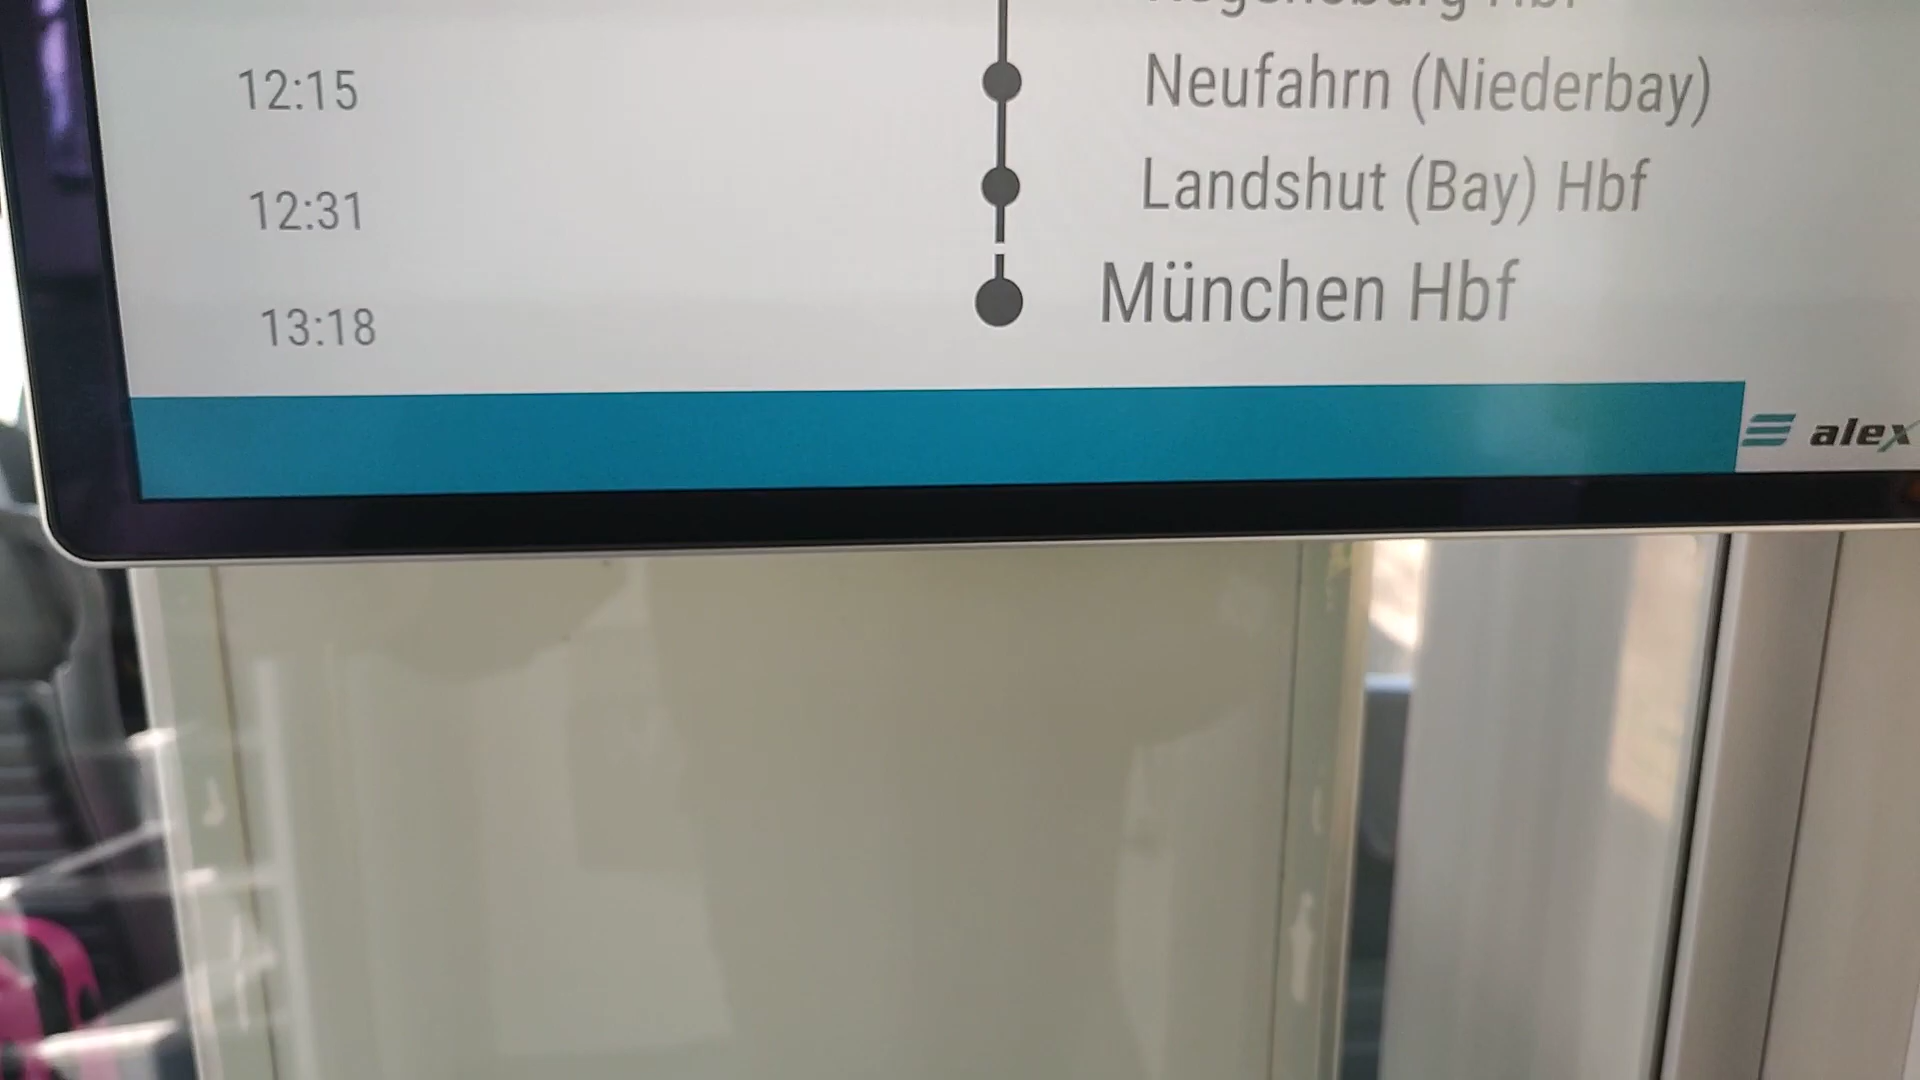 12:15 Neufahrn (Niederbay)
12:31 Landshut (Bay) Hbf
13:18 München Hbf
alex